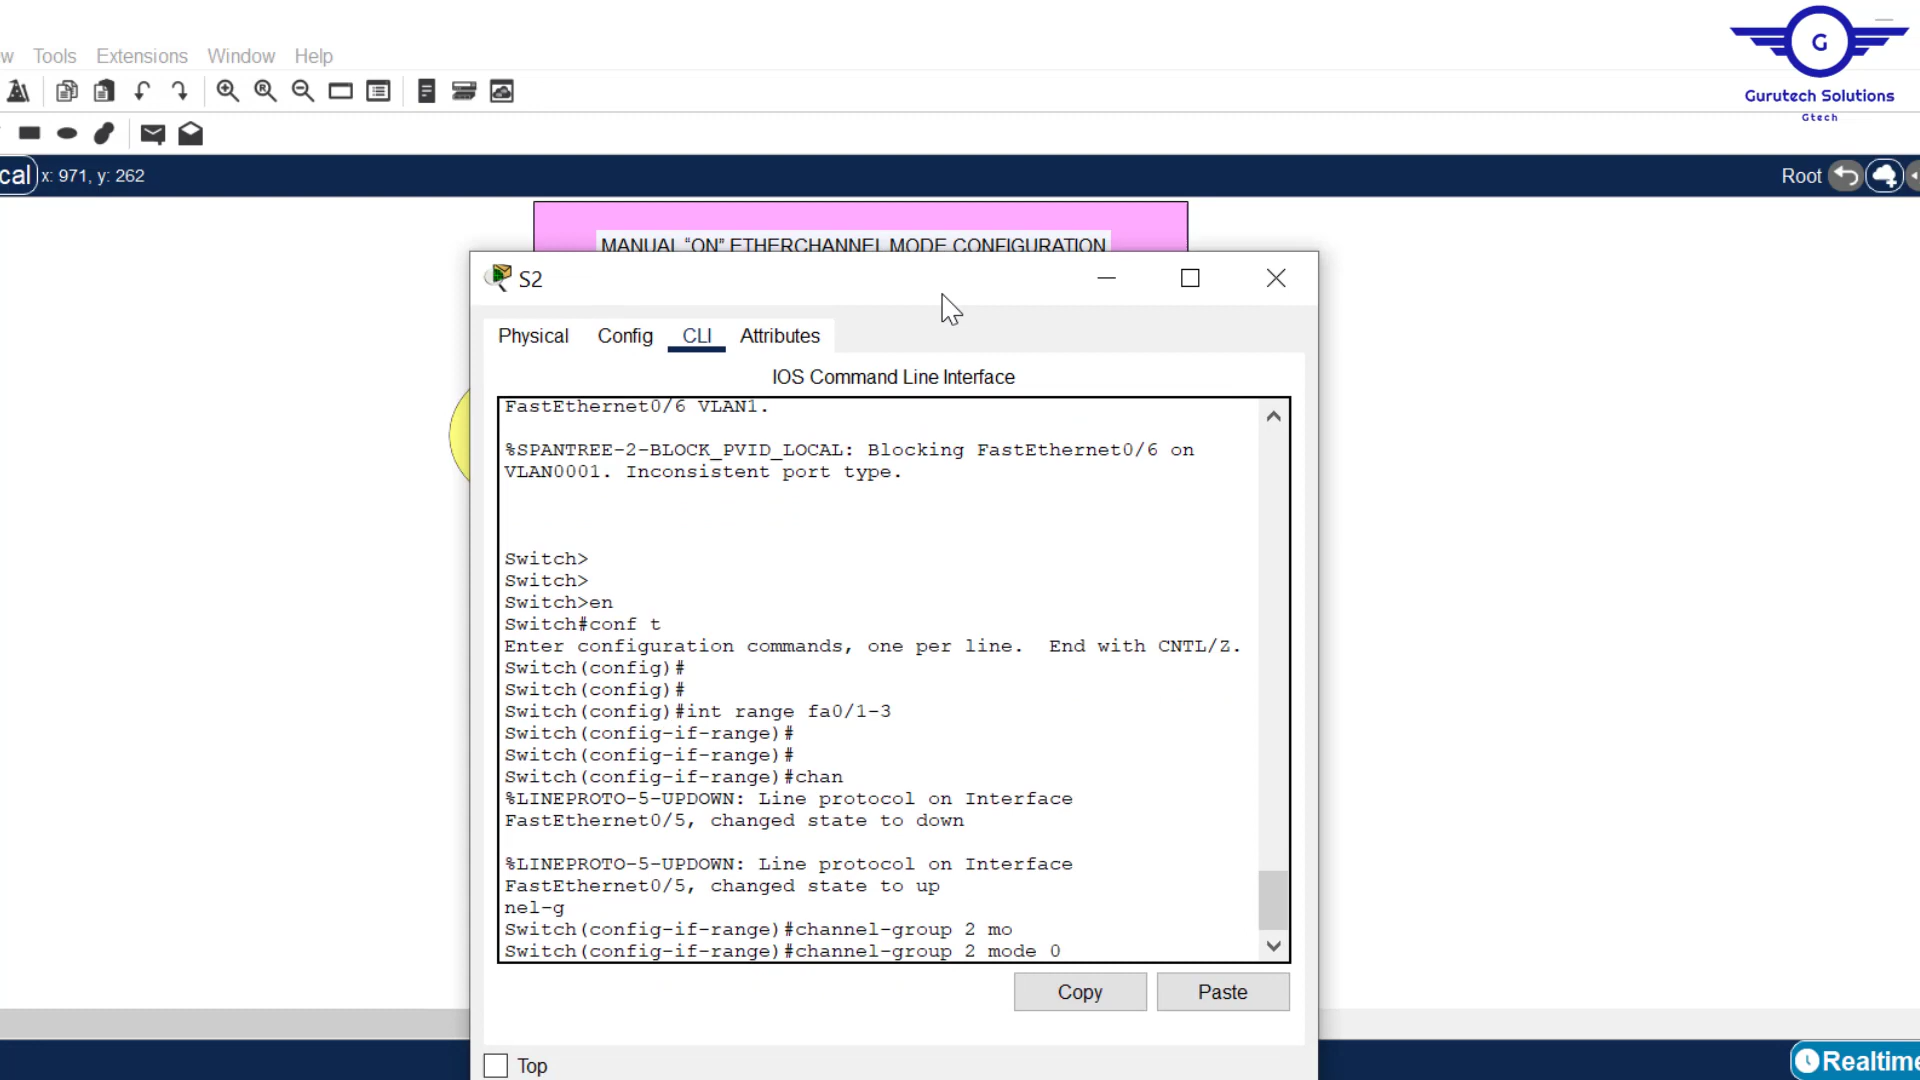 w Tools Extensions Window Help
G
Gurutech Solutions
Gtech
cal x: 971, y: 262
Root
MANUAL “ON” ETHERCHANNEL MODE CONFIGURATION
S2
Physical Config CLI Attributes
IOS Command Line Interface
FastEthernet0/6 VLAN1.
%SPANTREE-2-BLOCK_PVID_LOCAL: Blocking FastEthernet0/6 on
VLAN0001. Inconsistent port type.
Switch>
Switch>
Switch>en
Switch#conf t
Enter configuration commands, one per line.  End with CNTL/Z.
Switch(config)#
Switch(config)#
Switch(config)#int range fa0/1-3
Switch(config-if-range)#
Switch(config-if-range)#
Switch(config-if-range)#chan
%LINEPROTO-5-UPDOWN: Line protocol on Interface
FastEthernet0/5, changed state to down
%LINEPROTO-5-UPDOWN: Line protocol on Interface
FastEthernet0/5, changed state to up
nel-g
Switch(config-if-range)#channel-group 2 mo
Switch(config-if-range)#channel-group 2 mode 0
Copy Paste
Top
Realtime